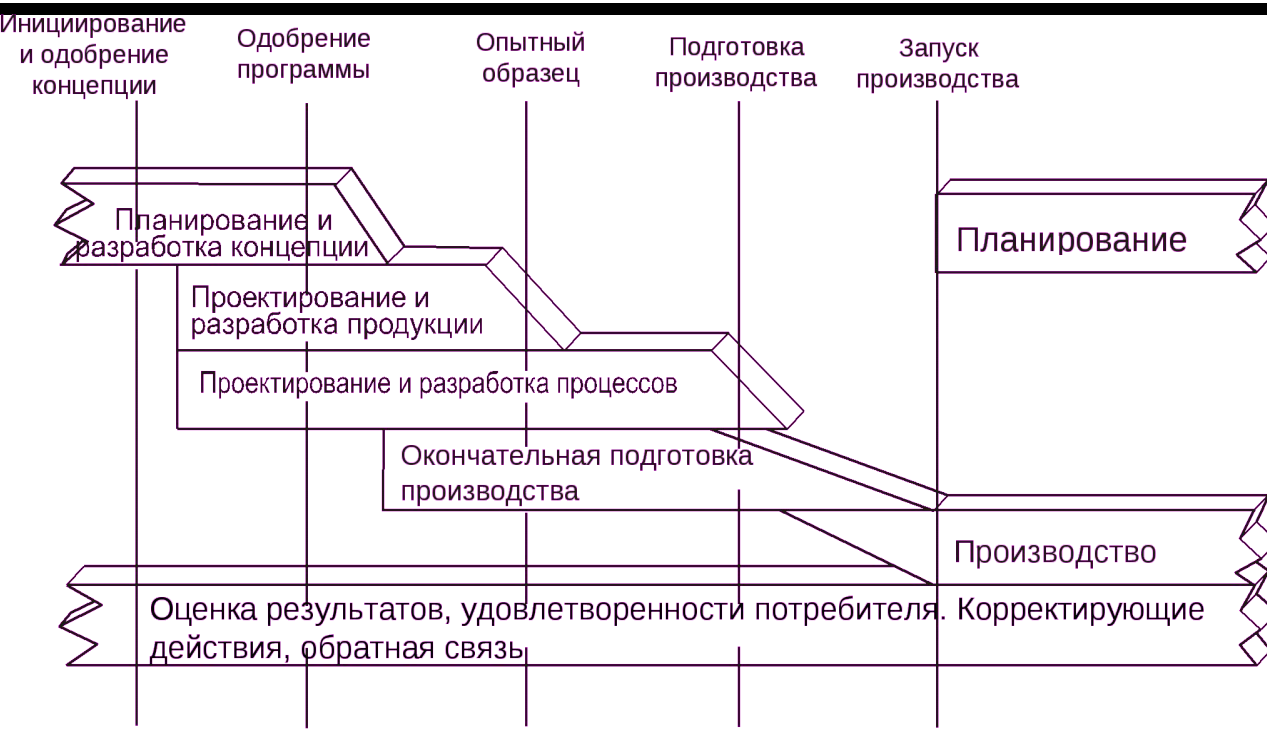 Инициирование
и одобрение
концепции
Одобрение
программы
Опытный
образец
Подготовка
производства
Запуск
производства
Планирование и
разработка концепции
Планирование
Проектирование и
разработка продукции
Проектирование и разработка процессов
Окончательная подготовка
производства
Производство
Оценка результатов, удовлетворенности потребителя. Корректирующие
действия, обратная связь